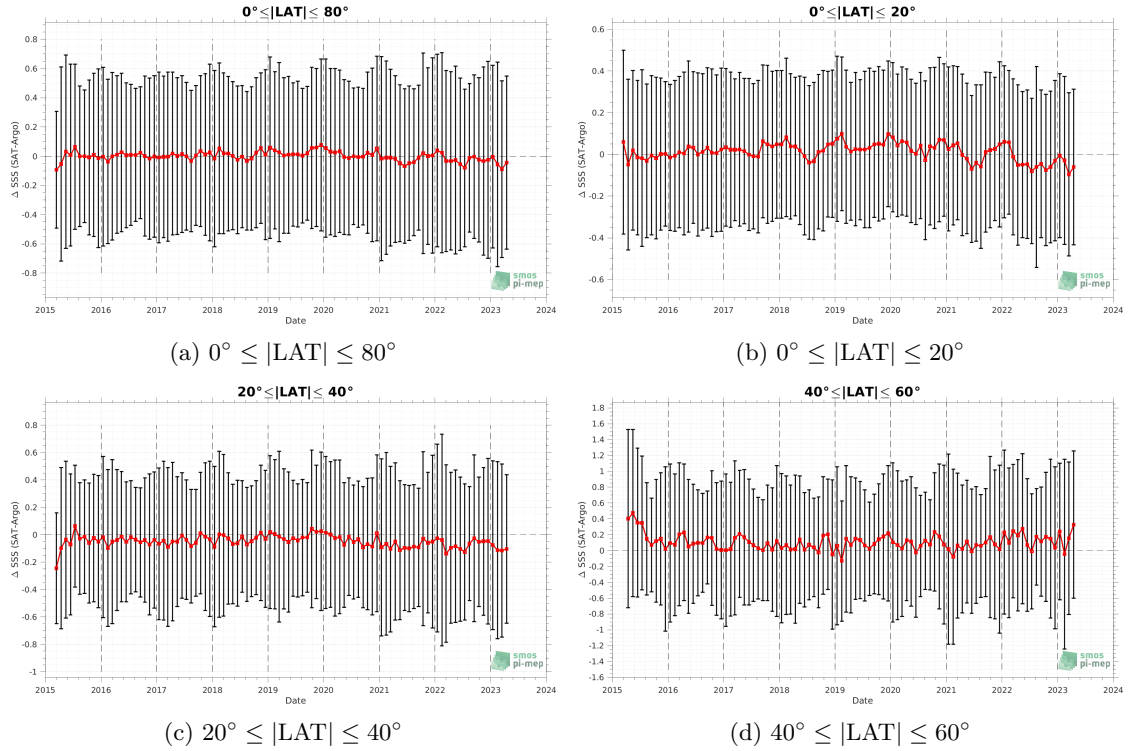 0°≤|LAT|≤ 80°
Δ SSS (SAT-Argo)
0.8
0.6
0.4
0.2
0
-0.2
-0.4
-0.6
-0.8
2015 2016 2017 2018 2019 2020 2021 2022 2023 2024
Date
smos
pi-mep
(a) 0° ≤ |LAT| ≤ 80°
0°≤|LAT|≤ 20°
Δ SSS (SAT-Argo)
0.6
0.4
0.2
0
-0.2
-0.4
-0.6
2015 2016 2017 2018 2019 2020 2021 2022 2023 2024
Date
smos
pi-mep
(b) 0° ≤ |LAT| ≤ 20°
20°≤|LAT|≤ 40°
Δ SSS (SAT-Argo)
0.8
0.6
0.4
0.2
0
-0.2
-0.4
-0.6
-0.8
-1
2015 2016 2017 2018 2019 2020 2021 2022 2023 2024
Date
smos
pi-mep
(c) 20° ≤ |LAT| ≤ 40°
40°≤|LAT|≤ 60°
Δ SSS (SAT-Argo)
1.8
1.6
1.4
1.2
1
0.8
0.6
0.4
0.2
0
-0.2
-0.4
-0.6
-0.8
-1
-1.2
-1.4
-1.6
2015 2016 2017 2018 2019 2020 2021 2022 2023 2024
Date
smos
pi-mep
(d) 40° ≤ |LAT| ≤ 60°